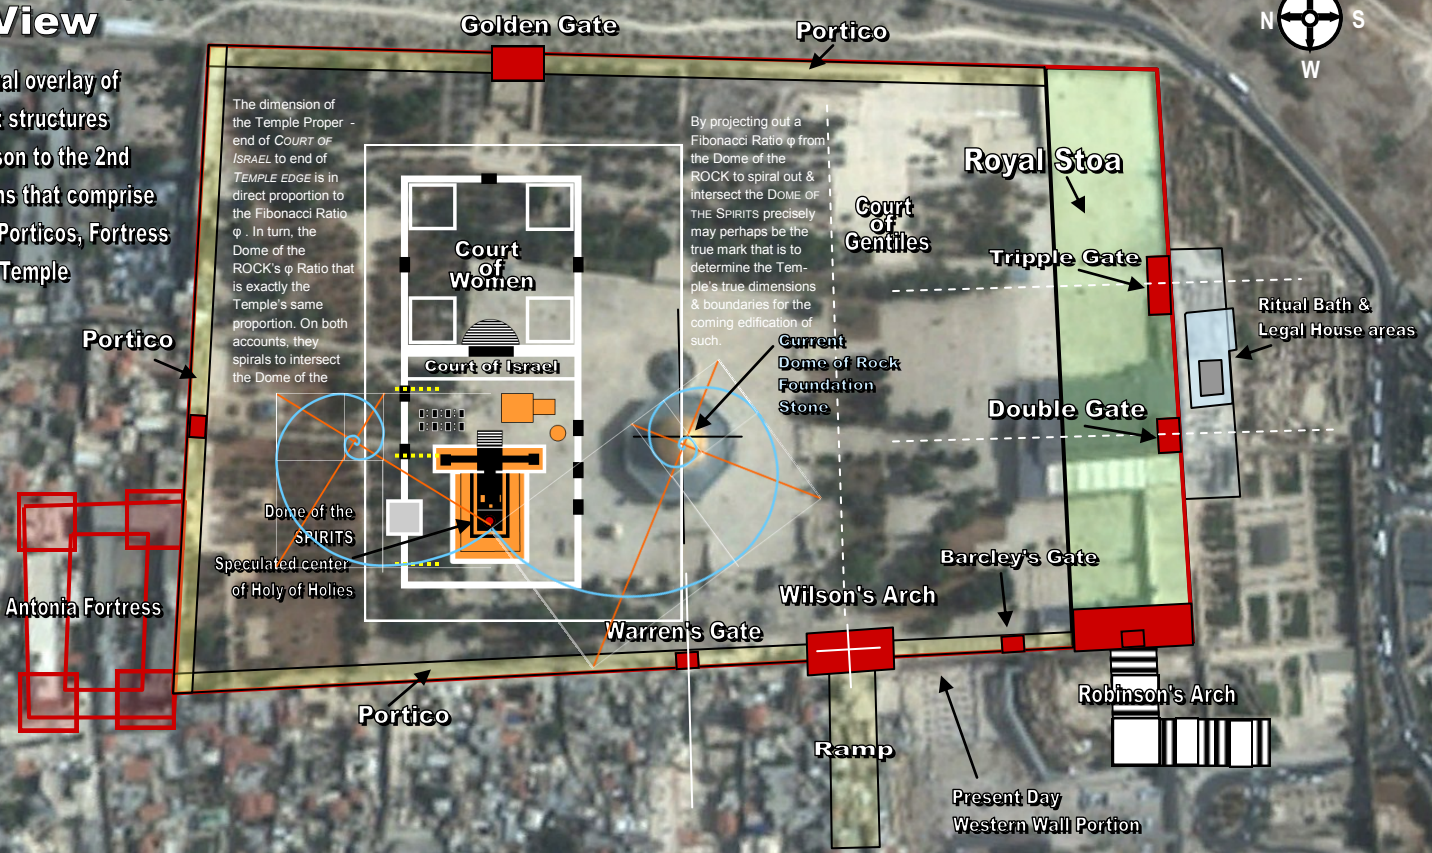 View
Golden Gate
Portico
N
S
W
al overlay of
structures
son to the 2nd
ns that comprise
Porticos, Fortress
Temple
The dimension of
the Temple Proper -
end of COURT OF
ISRAEL to end of
TEMPLE EDGE is in
direct proportion to
the Fibonacci Ratio
φ . In turn, the
Dome of the
ROCK's φ Ratio that
is exactly the
Temple's same
proportion. On both
accounts, they
spirals to intersect
the Dome of the
By projecting out a
Fibonacci Ratio φ from
the Dome of the
ROCK to spiral out &
intersect the DOME OF
THE SPIRITS precisely
may perhaps be the
true mark that is to
determine the Tem-
ple's true dimensions
& boundaries for the
coming edification of
such.
Court
of
Women
Court of Israel
Court
of
Gentiles
Royal Stoa
Tripple Gate
Ritual Bath &
Legal House areas
Portico
Current
Dome of Rock
Foundation
Stone
Double Gate
Dome of the
SPIRITS
Speculated center
of Holy of Holies
Barcley's Gate
Antonia Fortress
Wilson's Arch
Warren's Gate
Portico
Robinson's Arch
Ramp
Present Day
Western Wall Portion